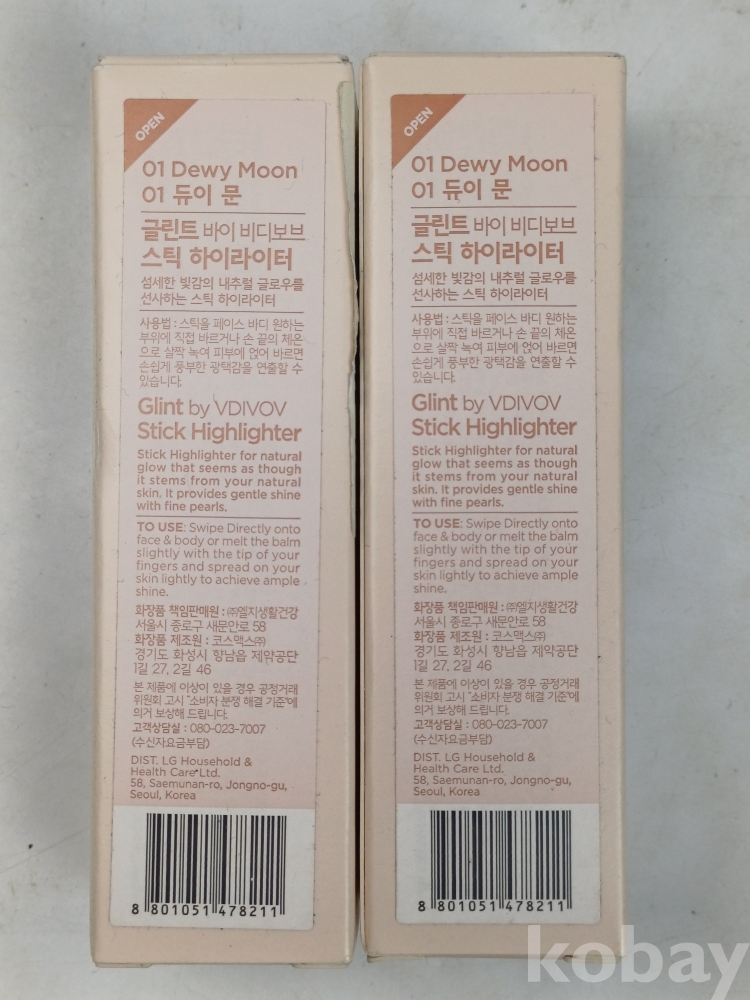 OPEN
01 Dewy Moon
01 듀이 문
글린트 바이 비디보브
스틱 하이라이터
섬세한 빛감의 내추럴 글로우를
선사하는 스틱 하이라이터
사용법 : 스틱을 페이스 바디 원하는
부위에 직접 바르거나 손 끝의 체온
으로 살짝 녹여 피부에 얹어 바르면
손쉽게 풍부한 광택감을 연출할 수
있습니다.
Glint by VDIVOV
Stick Highlighter
Stick Highlighter for natural
glow that seems as though
it stems from your natural
skin. It provides gentle shine
with fine pearls.
TO USE: Swipe Directly onto
face & body or melt the balm
slightly with the tip of your
fingers and spread on your
skin lightly to achieve ample
shine.
화장품 책임판매원 : ㈜엘지생활건강
서울시 종로구 새문안로 58
화장품 제조원 : 코스맥스㈜
경기도 화성시 향남읍 제약공단
1길 27, 2길 46
본 제품에 이상이 있을 경우 공정거래
위원회 고시 "소비자 분쟁 해결 기준"에
의거 보상해 드립니다.
고객상담실 : 080-023-7007
(수신자요금부담)
DIST. LG Household &
Health Care Ltd.
58, Saemunan-ro, Jongno-gu,
Seoul, Korea
8 801051 478211
OPEN
01 Dewy Moon
01 듀이 문
글린트 바이 비디보브
스틱 하이라이터
섬세한 빛감의 내추럴 글로우를
선사하는 스틱 하이라이터
사용법 : 스틱을 페이스 바디 원하는
부위에 직접 바르거나 손 끝의 체온
으로 살짝 녹여 피부에 얹어 바르면
손쉽게 풍부한 광택감을 연출할 수
있습니다.
Glint by VDIVOV
Stick Highlighter
Stick Highlighter for natural
glow that seems as though
it stems from your natural
skin. It provides gentle shine
with fine pearls.
TO USE: Swipe Directly onto
face & body or melt the balm
slightly with the tip of your
fingers and spread on your
skin lightly to achieve ample
shine.
화장품 책임판매원 : ㈜엘지생활건강
서울시 종로구 새문안로 58
화장품 제조원 : 코스맥스㈜
경기도 화성시 향남읍 제약공단
1길 27, 2길 46
본 제품에 이상이 있을 경우 공정거래
위원회 고시 "소비자 분쟁 해결 기준"에
의거 보상해 드립니다.
고객상담실 : 080-023-7007
(수신자요금부담)
DIST. LG Household &
Health Care Ltd.
58, Saemunan-ro, Jongno-gu,
Seoul, Korea
8 801051 478211
kobay